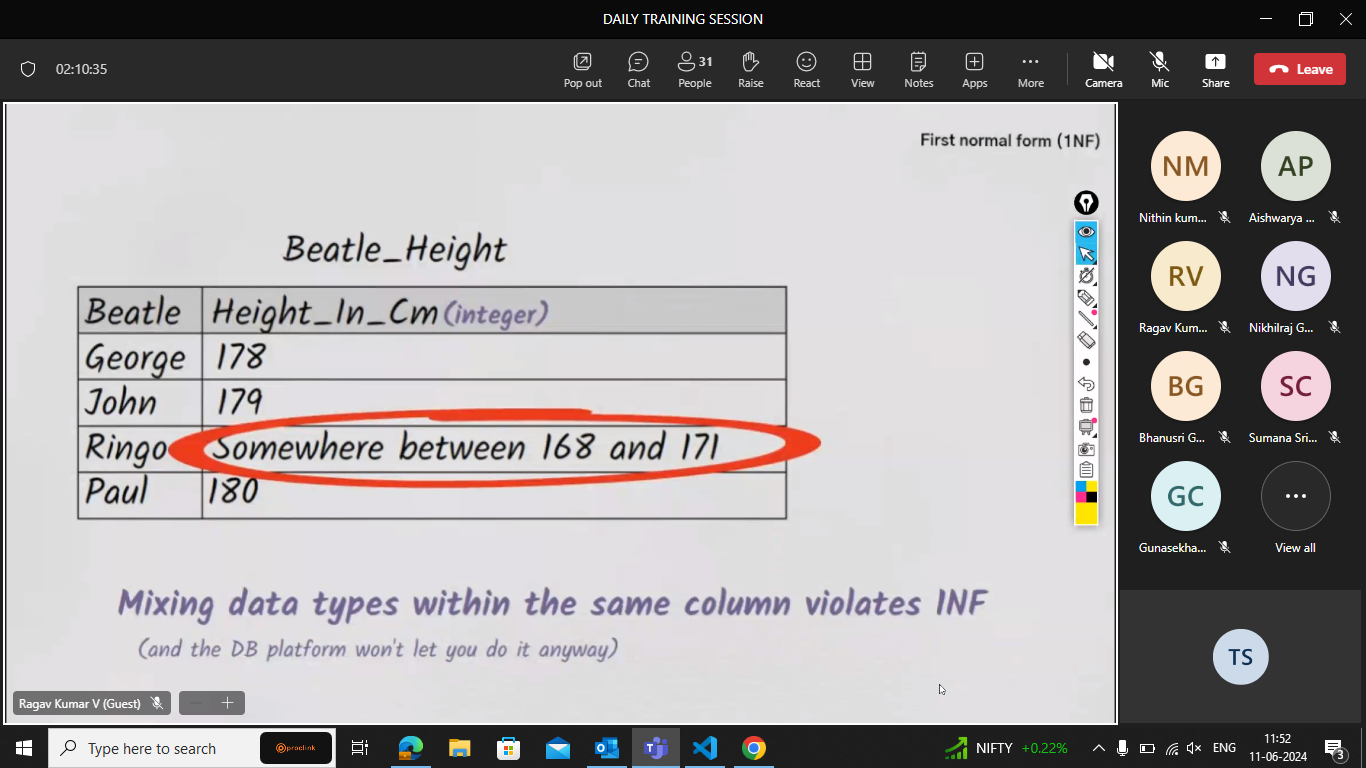 DAILY TRAINING SESSION
02:10:35
Pop out
Chat
31
People
Raise
React
View
Notes
Apps
More
Camera
Mic
Share
Leave
First normal form (1NF)
Beatle_Height
Beatle Height_In_Cm (integer)
George 178
John 179
Ringo Somewhere between 168 and 171
Paul 180
Mixing data types within the same column violates 1NF
(and the DB platform won't let you do it anyway)
Ragav Kumar V (Guest)
NM
Nithin kum...
AP
Aishwarya ...
RV
Ragav Kum...
NG
Nikhilraj G...
BG
Bhanusri G...
SC
Sumana Sri...
GC
Gunasekha...
View all
TS
Type here to search
proclink
NIFTY +0.22%
ENG
11:52
11-06-2024
3